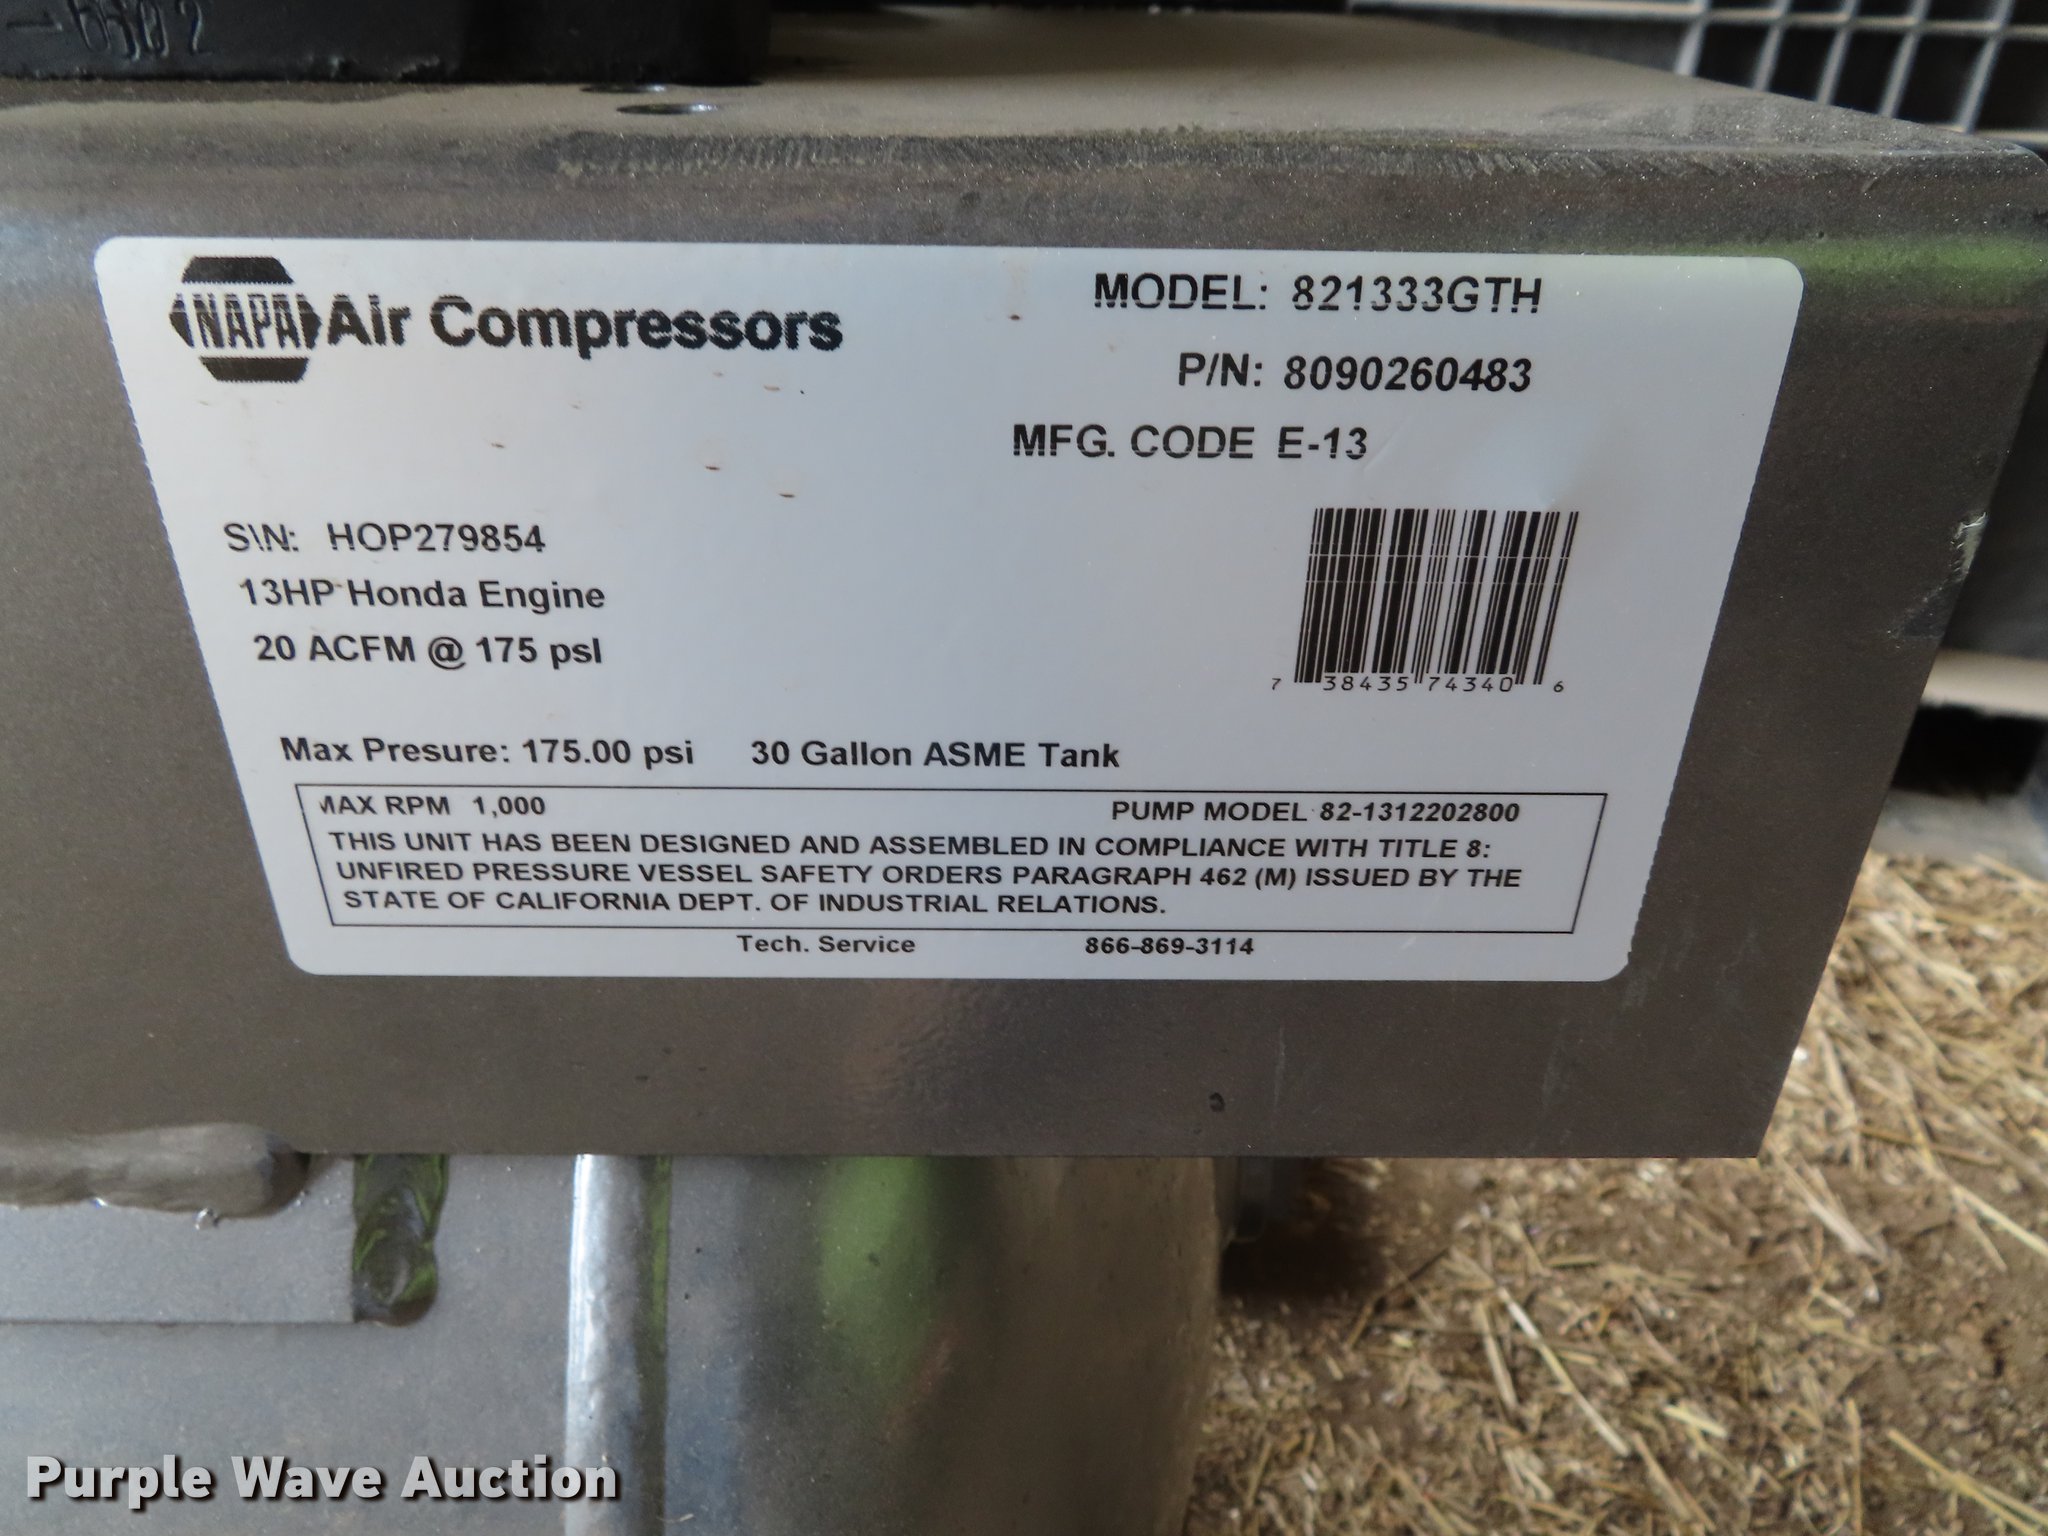 NAPA Air Compressors
MODEL: 821333GTH
P/N: 8090260483
MFG. CODE E-13
S\N: HOP279854
13HP Honda Engine
20 ACFM @ 175 psI
7 38435 74340 6
Max Presure: 175.00 psi 30 Gallon ASME Tank
MAX RPM 1,000 PUMP MODEL 82-1312202800
THIS UNIT HAS BEEN DESIGNED AND ASSEMBLED IN COMPLIANCE WITH TITLE 8:
UNFIRED PRESSURE VESSEL SAFETY ORDERS PARAGRAPH 462 (M) ISSUED BY THE
STATE OF CALIFORNIA DEPT. OF INDUSTRIAL RELATIONS.
Tech. Service 866-869-3114
Purple Wave Auction